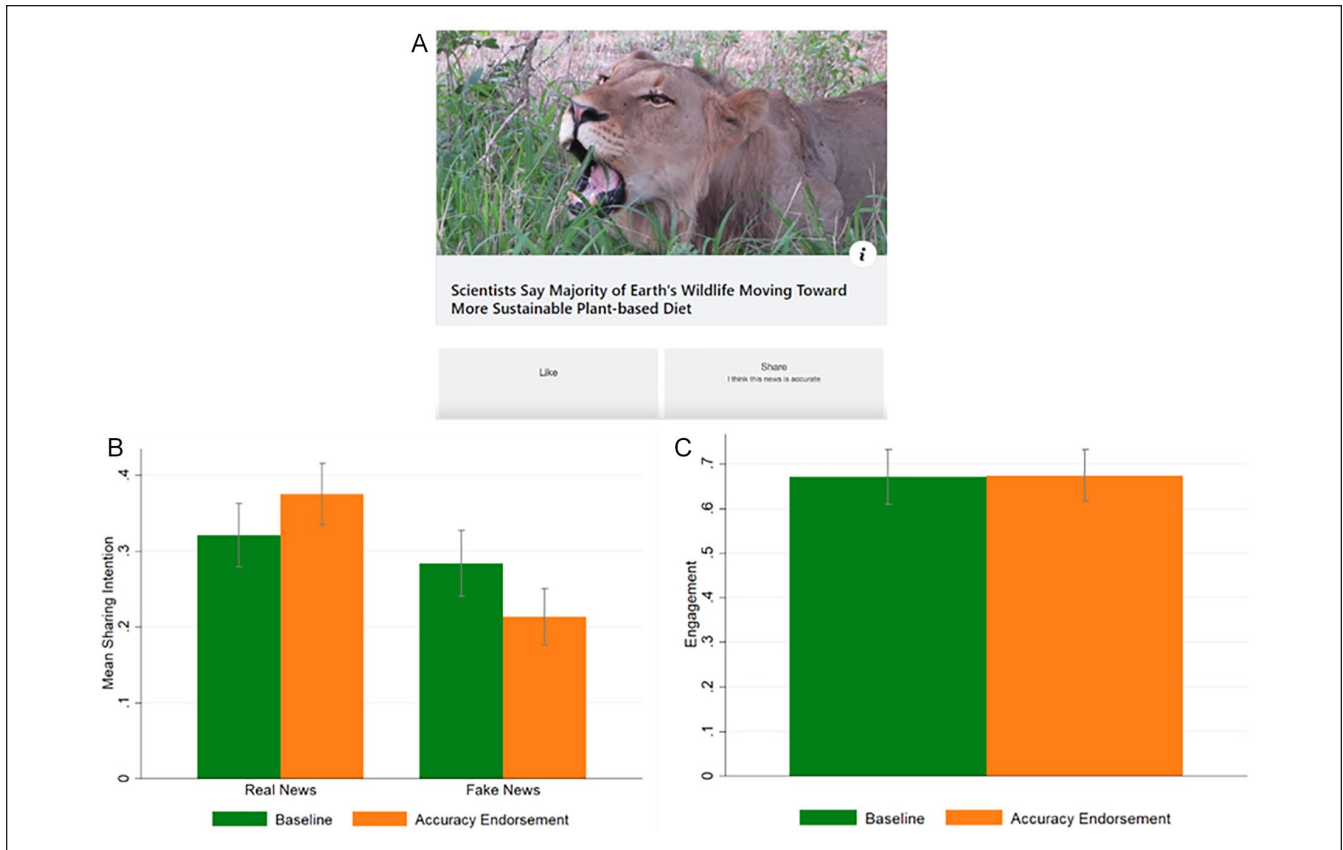 A
i
Scientists Say Majority of Earth's Wildlife Moving Toward
More Sustainable Plant-based Diet
Like
Share
I think this news is accurate
B
Mean Sharing Intention
.4
.3
.2
.1
0
Real News
Fake News
Baseline
Accuracy Endorsement
C
Engagement
.7
.6
.5
.4
.3
.2
.1
0
Baseline
Accuracy Endorsement